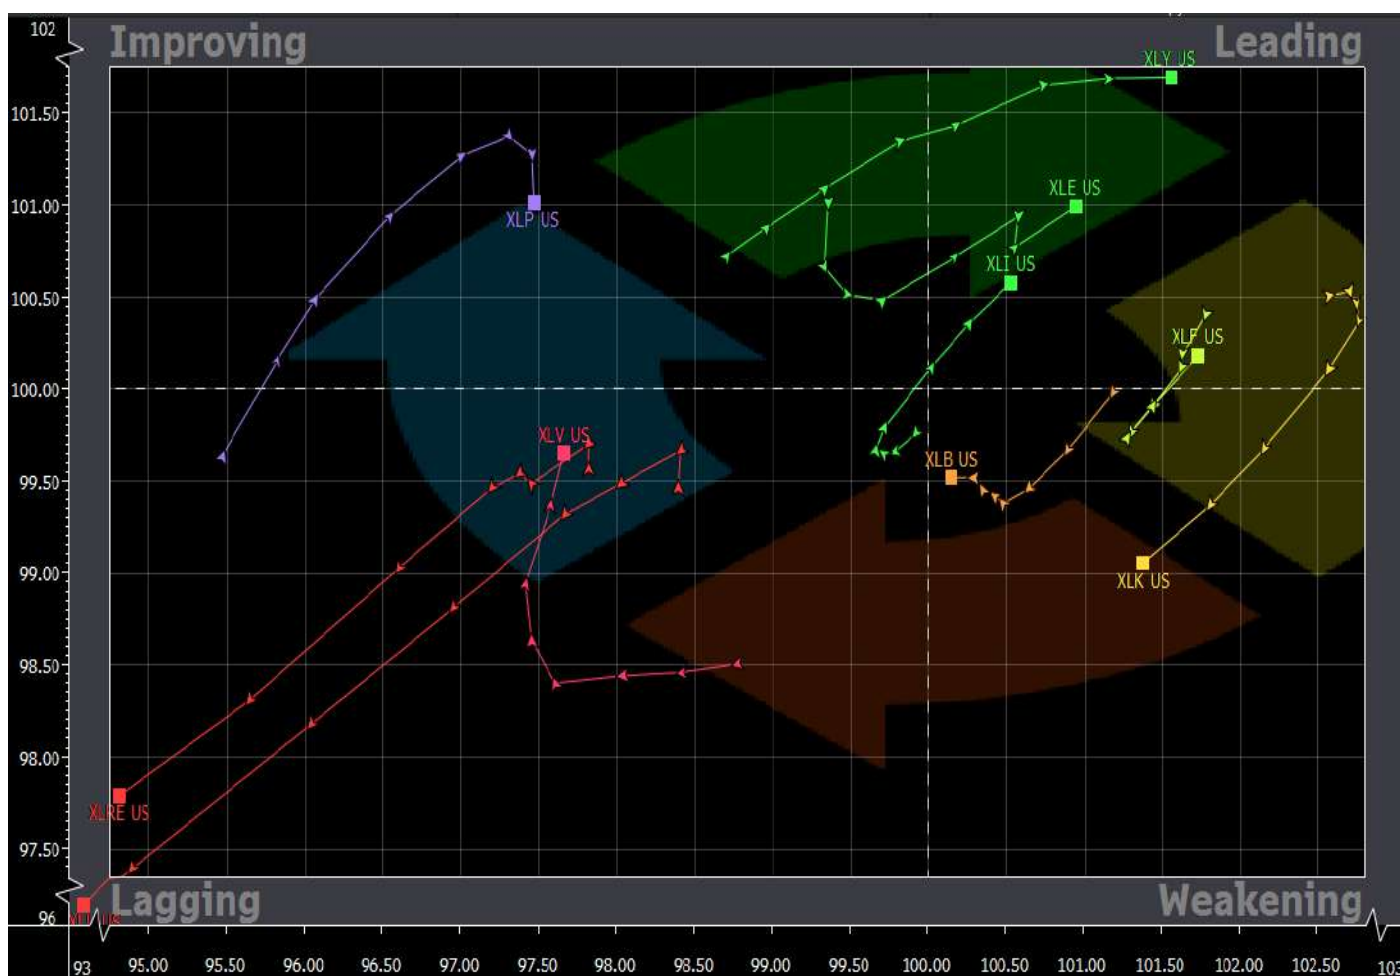 102
Improving
Leading
XLY US
101.50
XLE US
101.00
XLP US
XLI US
100.50
XLF US
100.00
XLV US
XLB US
99.50
99.00
XLK US
98.50
98.00
XLRE US
97.50
96
Lagging
Weakening
93 95.00 95.50 96.00 96.50 97.00 97.50 98.00 98.50 99.00 99.50 100.00 100.50 101.00 101.50 102.00 102.50